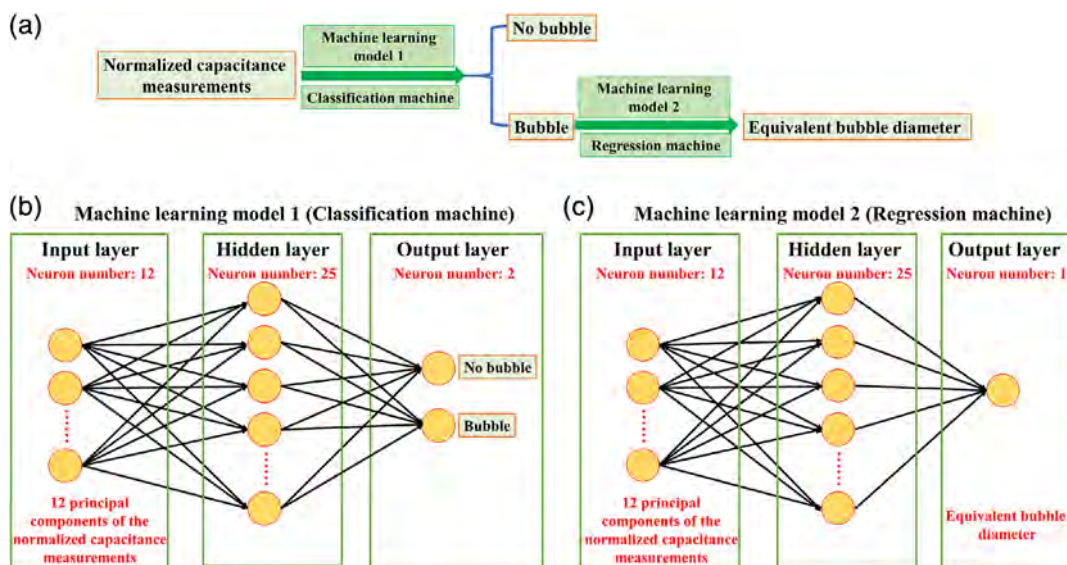 (a)
Normalized capacitance
measurements
Machine learning
model 1
Classification machine
No bubble
Bubble
Machine learning
model 2
Regression machine
Equivalent bubble diameter
(b)
Machine learning model 1 (Classification machine)
Input layer
Neuron number: 12
Hidden layer
Neuron number: 25
Output layer
Neuron number: 2
No bubble
Bubble
12 principal
components of the
normalized capacitance
measurements
(c)
Machine learning model 2 (Regression machine)
Input layer
Neuron number: 12
Hidden layer
Neuron number: 25
Output layer
Neuron number: 1
12 principal
components of the
normalized capacitance
measurements
Equivalent bubble
diameter